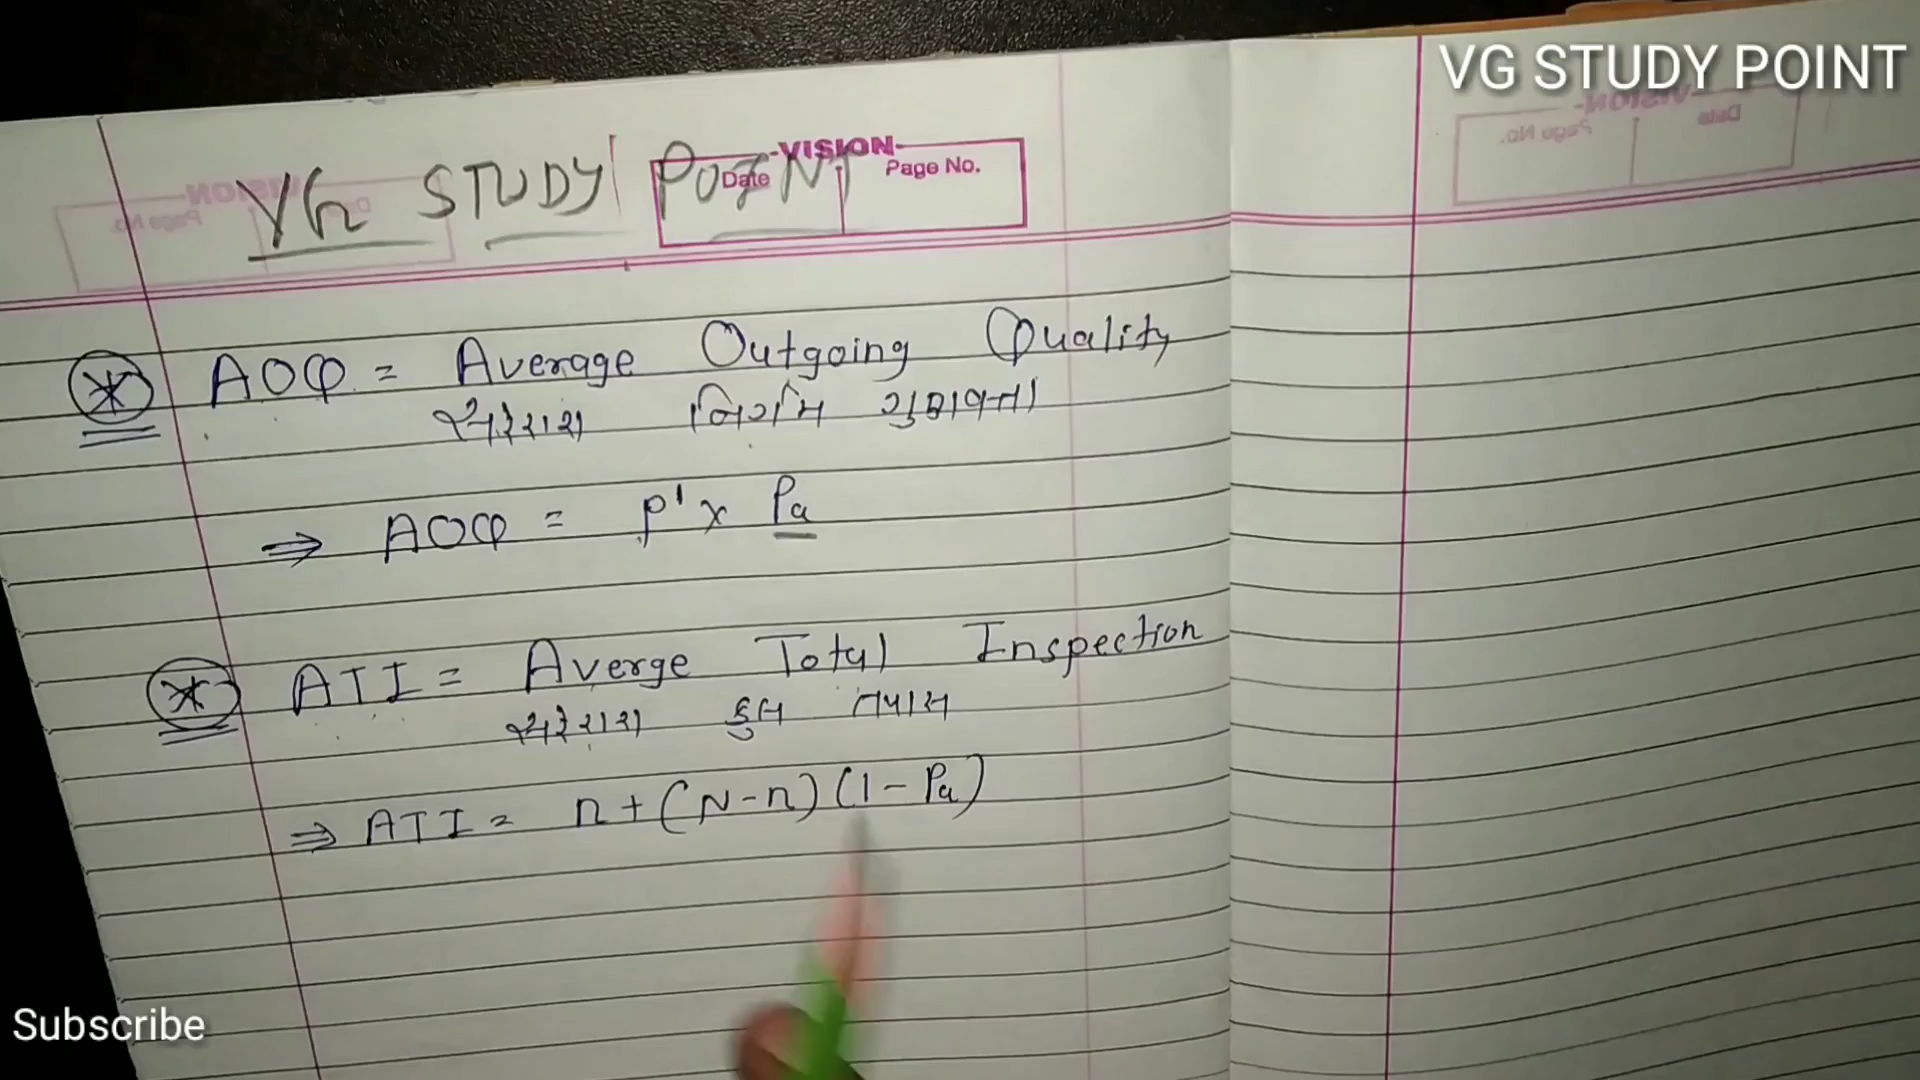 VG STUDY POINT
-VISION-
Date Page No.
VG STUDY POINT
AOQ = Average Outgoing Quality
સરેરાશ નિર્ગમ ગુણવત્તા
⇒ AOQ = p' x Pa
ATI = Averge Total Inspection
સરેરાશ કુલ તપાસ
⇒ ATI = n + (N-n) (1 - Pa)
Subscribe